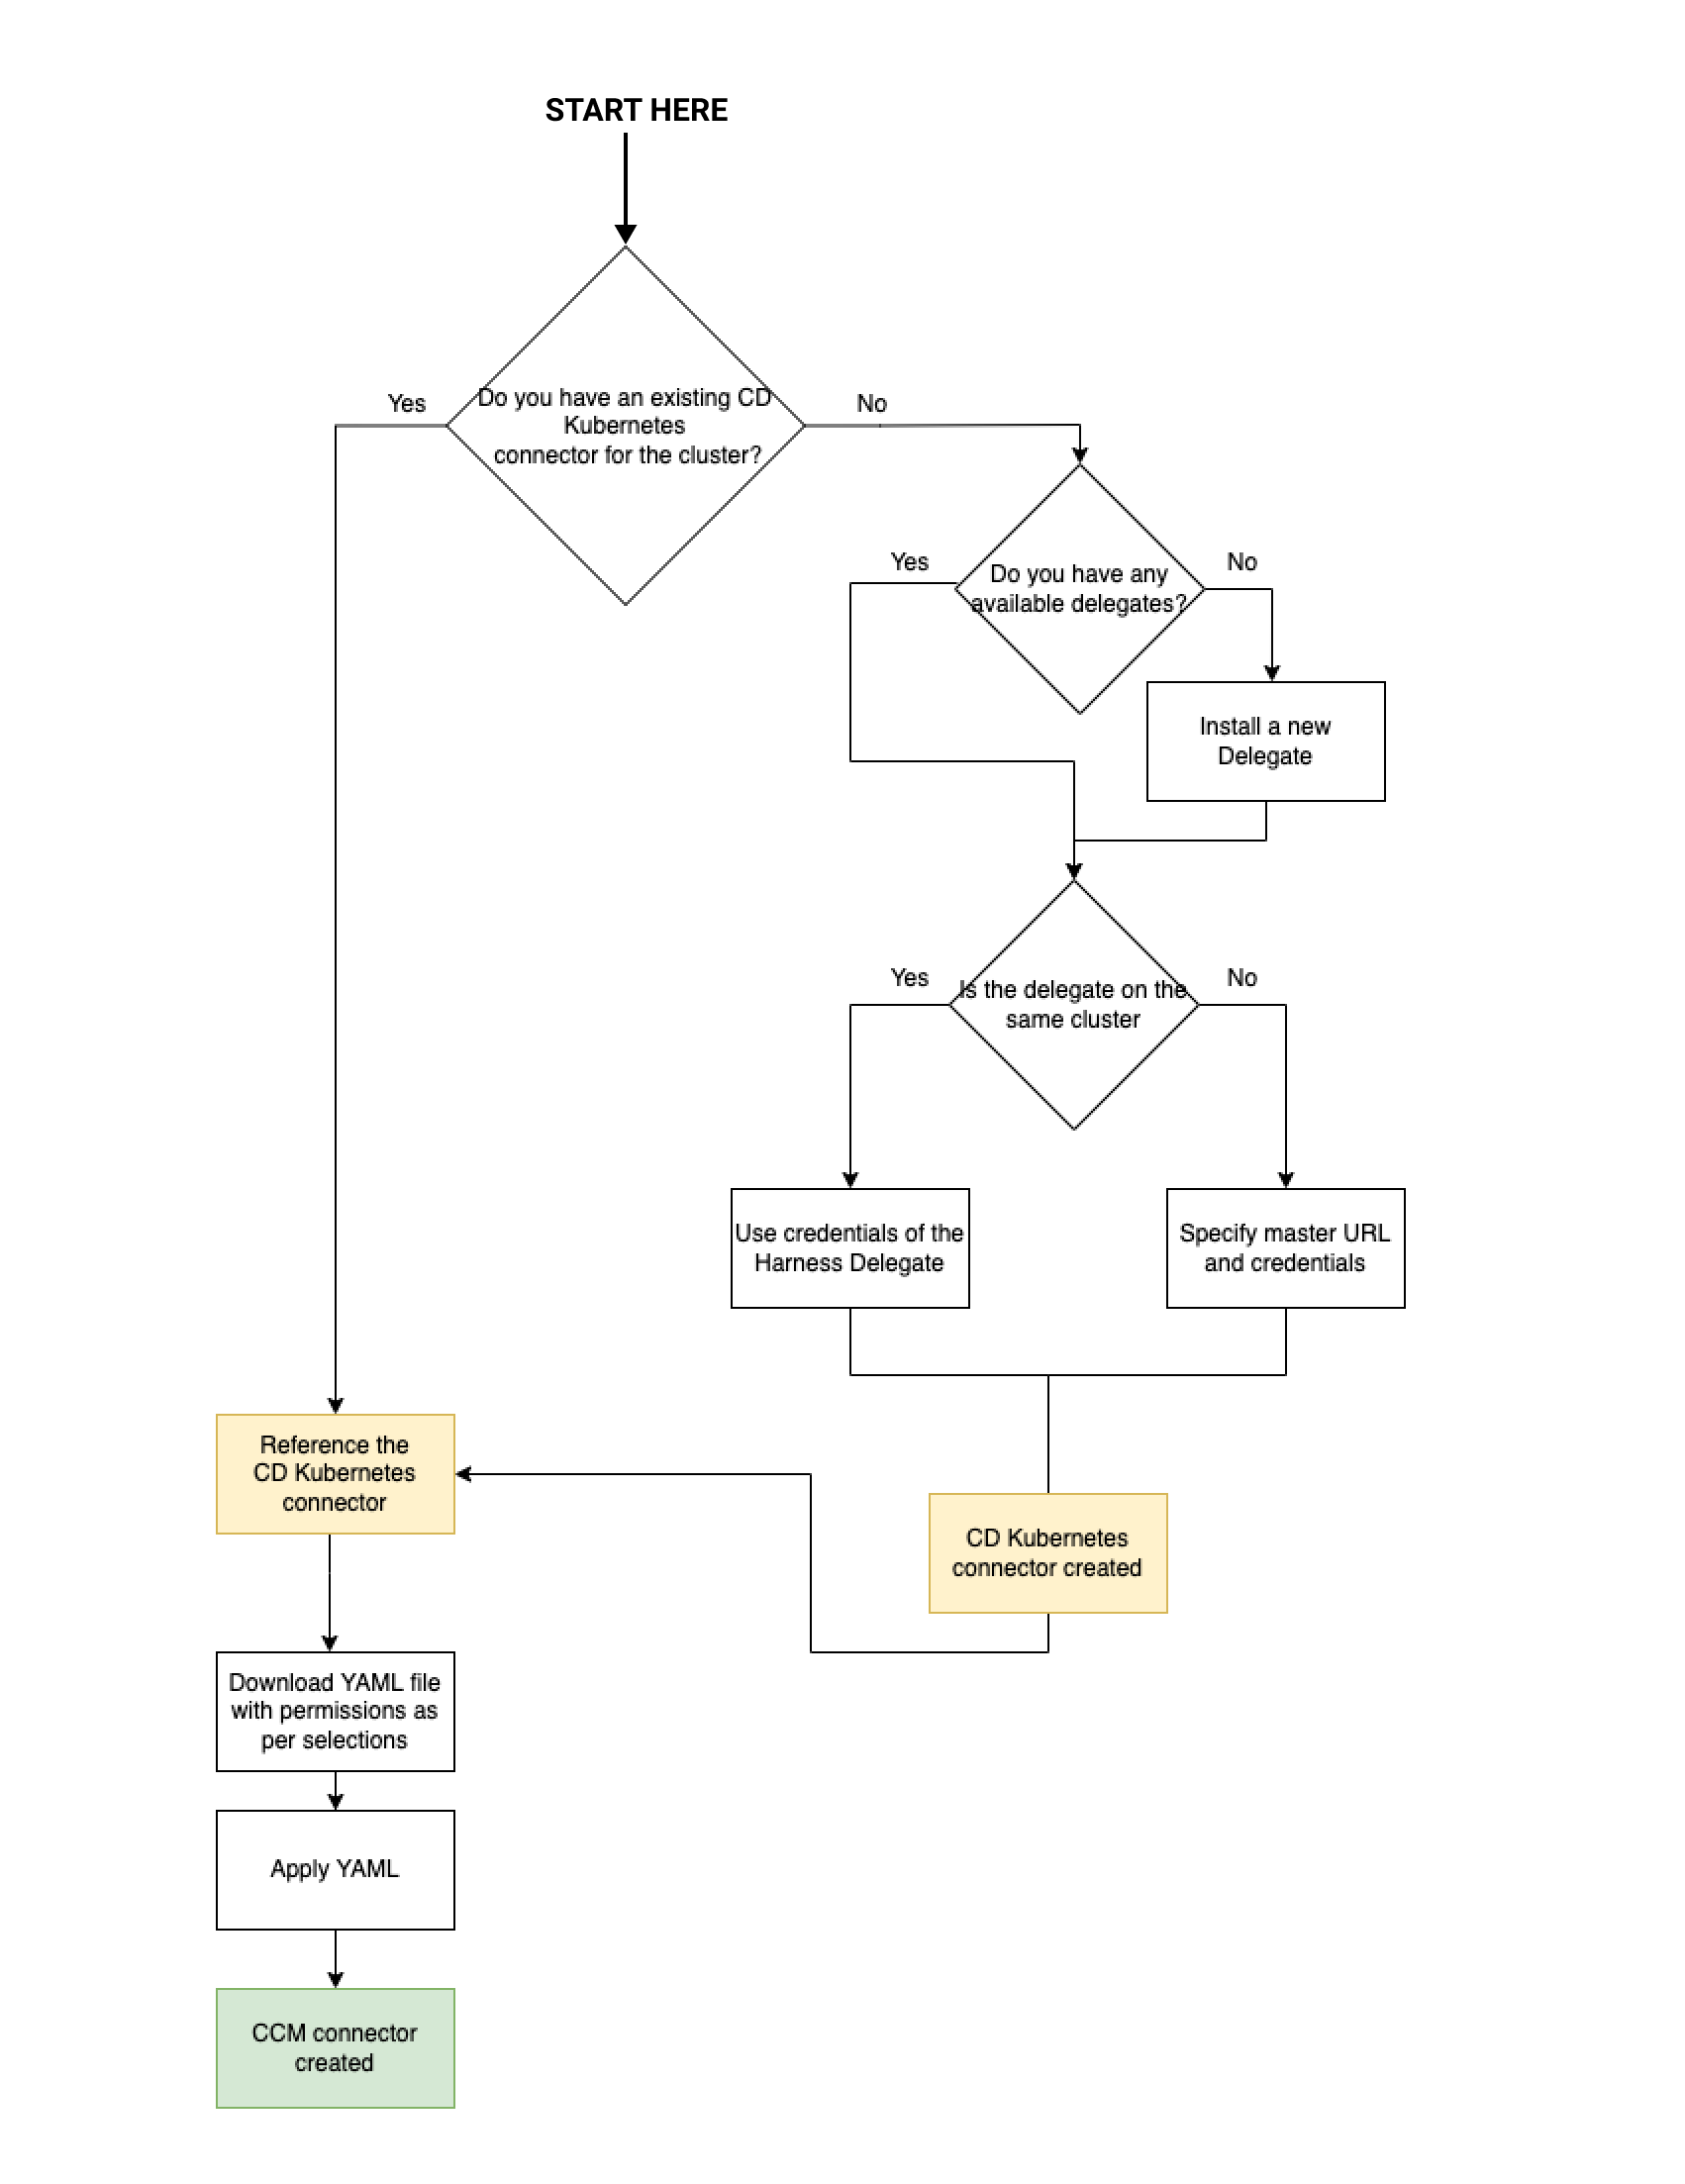 START HERE
Do you have an existing CD
Kubernetes
connector for the cluster?
Yes
No
Do you have any
available delegates?
Yes
No
Install a new
Delegate
Is the delegate on the
same cluster
Yes
No
Use credentials of the
Harness Delegate
Specify master URL
and credentials
Reference the
CD Kubernetes
connector
CD Kubernetes
connector created
Download YAML file
with permissions as
per selections
Apply YAML
CCM connector
created